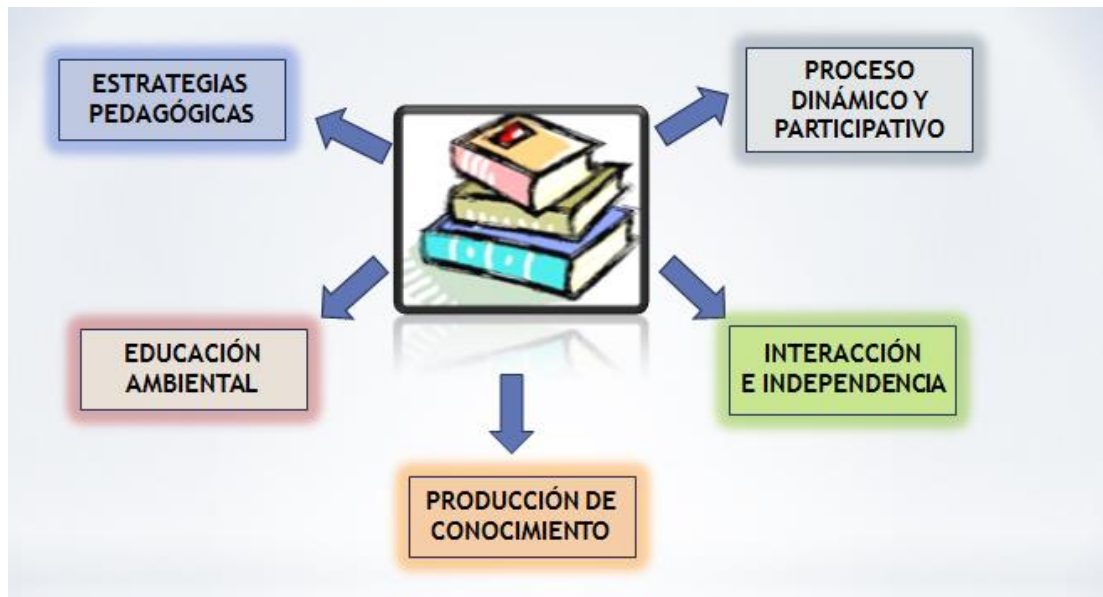 ESTRATEGIAS
PEDAGÓGICAS
PROCESO
DINÁMICO Y
PARTICIPATIVO
EDUCACIÓN
AMBIENTAL
INTERACCIÓN
E INDEPENDENCIA
PRODUCCIÓN DE
CONOCIMIENTO